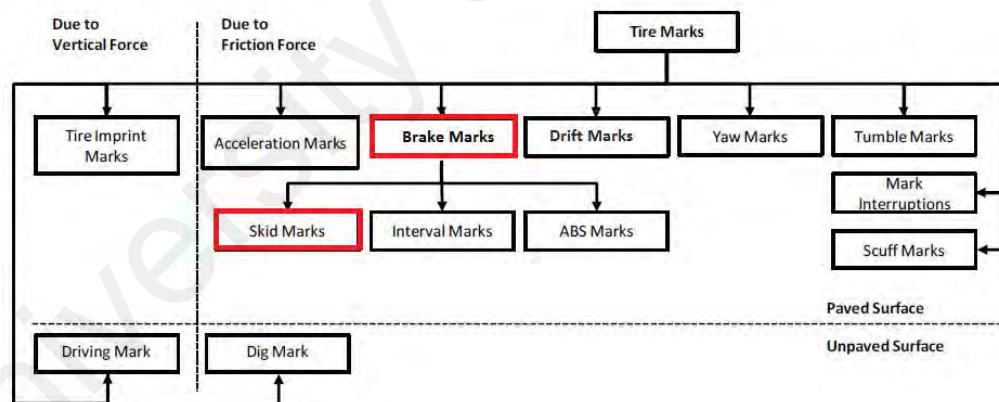 Due to
Vertical Force
Due to
Friction Force
Tire Marks
Tire Imprint
Marks
Acceleration Marks
Brake Marks
Drift Marks
Yaw Marks
Tumble Marks
Mark
Interruptions
Skid Marks
Interval Marks
ABS Marks
Scuff Marks
Paved Surface
Unpaved Surface
Driving Mark
Dig Mark